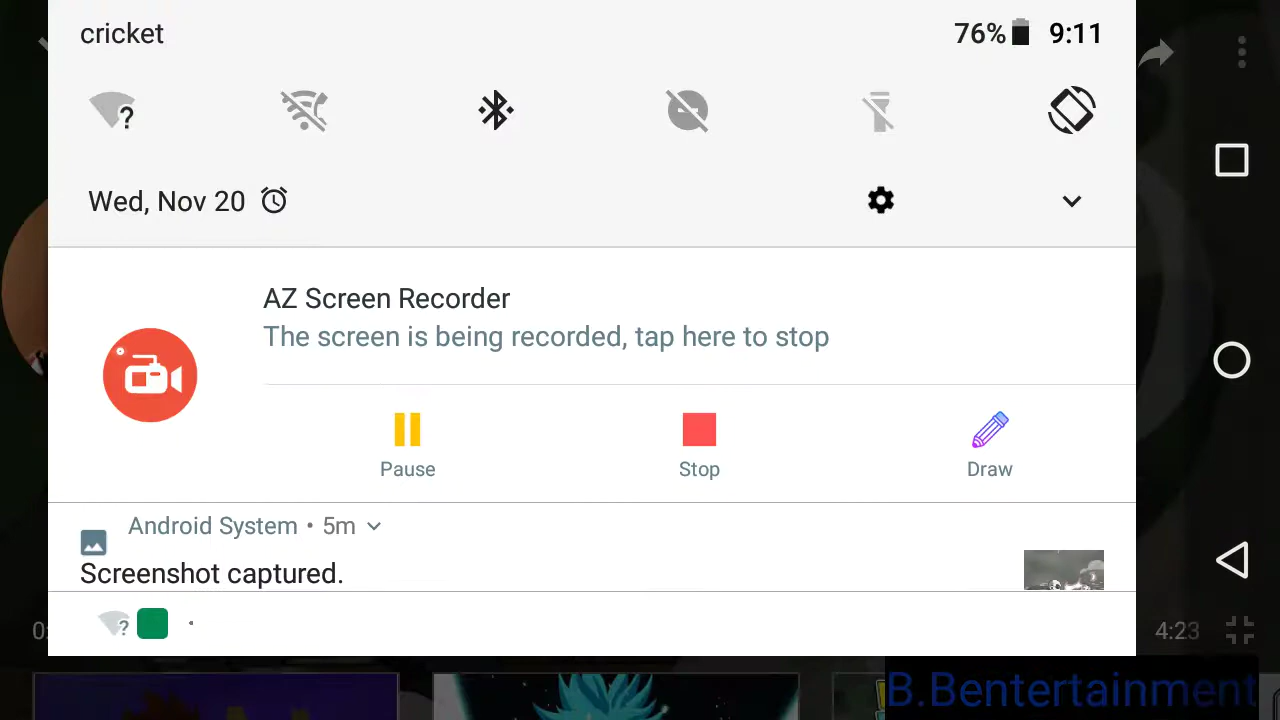 cricket 76% 9:11
?
Wed, Nov 20
AZ Screen Recorder
The screen is being recorded, tap here to stop
Pause Stop Draw
Android System • 5m
Screenshot captured.
?
0: 4:23
B.Bentertainment